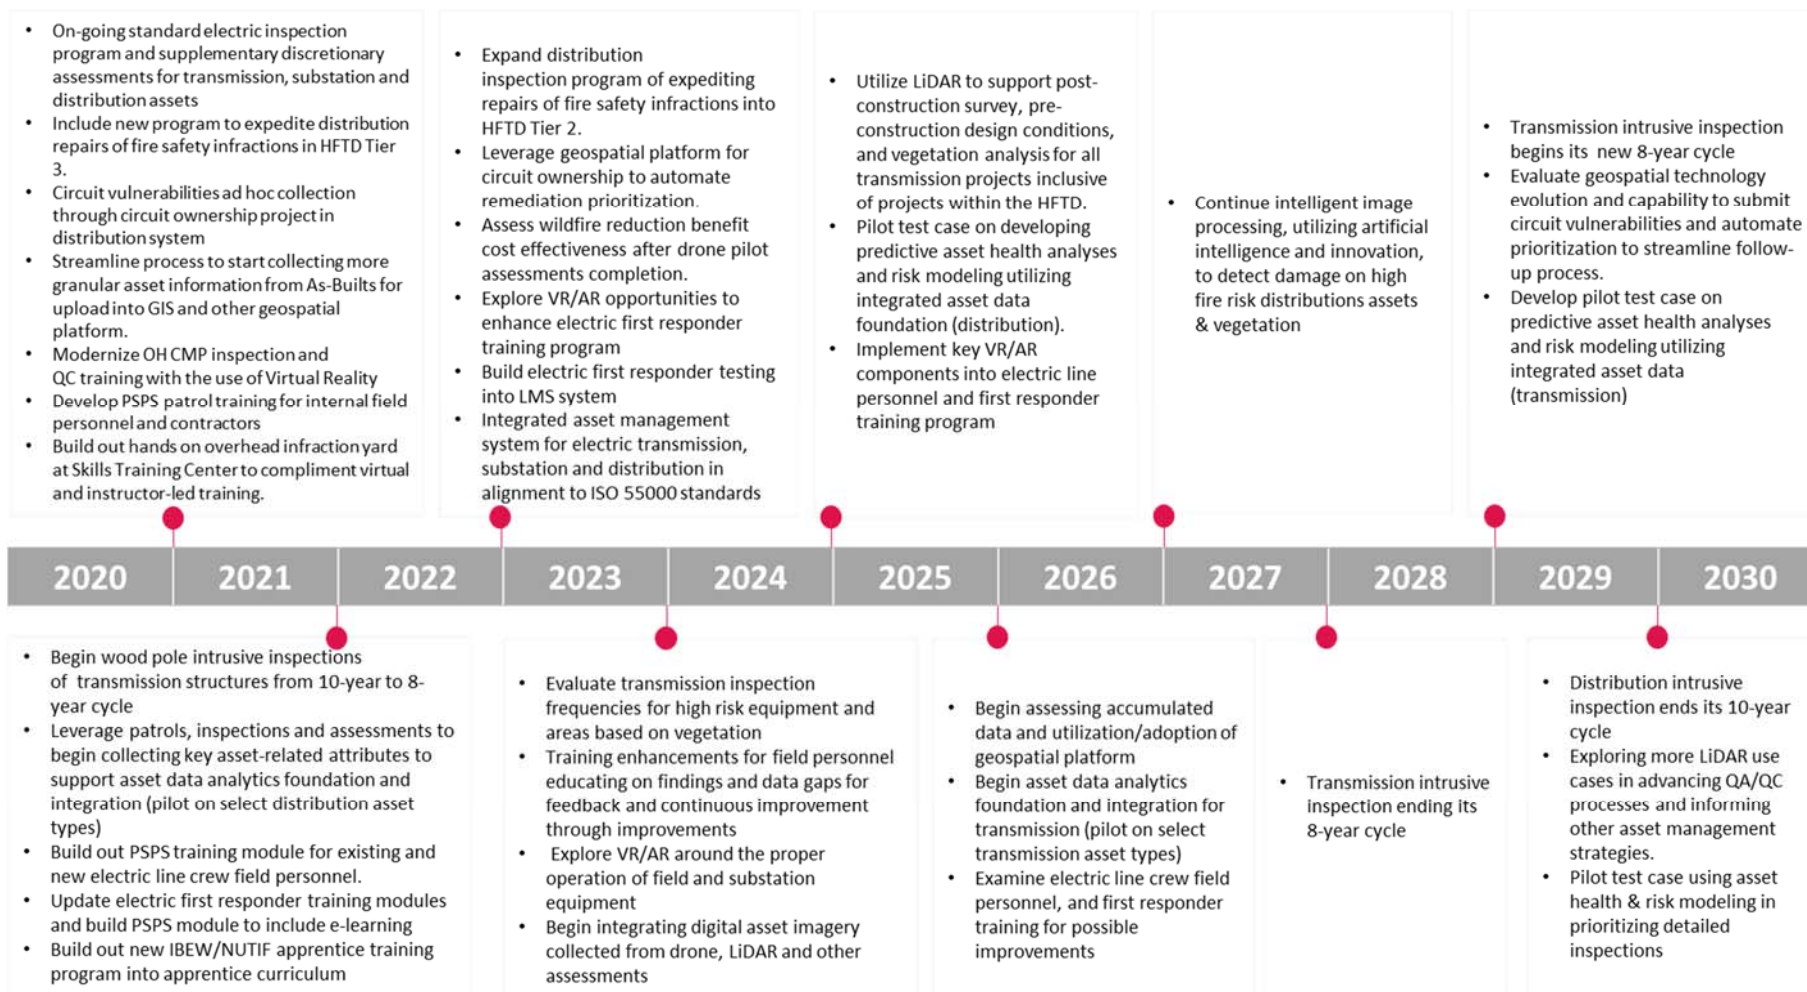 • On-going standard electric inspection
program and supplementary discretionary
assessments for transmission, substation and
distribution assets
• Include new program to expedite distribution
repairs of fire safety infractions in HFTD Tier
3.
• Circuit vulnerabilities ad hoc collection
through circuit ownership project in
distribution system
• Streamline process to start collecting more
granular asset information from As-Builts for
upload into GIS and other geospatial
platform.
• Modernize OH CMP inspection and
QC training with the use of Virtual Reality
• Develop PSPS patrol training for internal field
personnel and contractors
• Build out hands on overhead infraction yard
at Skills Training Center to compliment virtual
and instructor-led training.
• Expand distribution
inspection program of expediting
repairs of fire safety infractions into
HFTD Tier 2.
• Leverage geospatial platform for
circuit ownership to automate
remediation prioritization.
• Assess wildfire reduction benefit
cost effectiveness after drone pilot
assessments completion.
• Explore VR/AR opportunities to
enhance electric first responder
training program
• Build electric first responder testing
into LMS system
• Integrated asset management
system for electric transmission,
substation and distribution in
alignment to ISO 55000 standards
• Utilize LiDAR to support post-
construction survey, pre-
construction design conditions,
and vegetation analysis for all
transmission projects inclusive
of projects within the HFTD.
• Pilot test case on developing
predictive asset health analyses
and risk modeling utilizing
integrated asset data
foundation (distribution).
• Implement key VR/AR
components into electric line
personnel and first responder
training program
• Continue intelligent image
processing, utilizing artificial
intelligence and innovation,
to detect damage on high
fire risk distributions assets
& vegetation
• Transmission intrusive inspection
begins its new 8-year cycle
• Evaluate geospatial technology
evolution and capability to submit
circuit vulnerabilities and automate
prioritization to streamline follow-
up process.
• Develop pilot test case on
predictive asset health analyses
and risk modeling utilizing
integrated asset data
(transmission)
2020 2021 2022 2023 2024 2025 2026 2027 2028 2029 2030
• Begin wood pole intrusive inspections
of transmission structures from 10-year to 8-
year cycle
• Leverage patrols, inspections and assessments to
begin collecting key asset-related attributes to
support asset data analytics foundation and
integration (pilot on select distribution asset
types)
• Build out PSPS training module for existing and
new electric line crew field personnel.
• Update electric first responder training modules
and build PSPS module to include e-learning
• Build out new IBEW/NUTIF apprentice training
program into apprentice curriculum
• Evaluate transmission inspection
frequencies for high risk equipment and
areas based on vegetation
• Training enhancements for field personnel
educating on findings and data gaps for
feedback and continuous improvement
through improvements
• Explore VR/AR around the proper
operation of field and substation
equipment
• Begin integrating digital asset imagery
collected from drone, LiDAR and other
assessments
• Begin assessing accumulated
data and utilization/adoption of
geospatial platform
• Begin asset data analytics
foundation and integration for
transmission (pilot on select
transmission asset types)
• Examine electric line crew field
personnel, and first responder
training for possible
improvements
• Transmission intrusive
inspection ending its
8-year cycle
• Distribution intrusive
inspection ends its 10-year
cycle
• Exploring more LiDAR use
cases in advancing QA/QC
processes and informing
other asset management
strategies.
• Pilot test case using asset
health & risk modeling in
prioritizing detailed
inspections